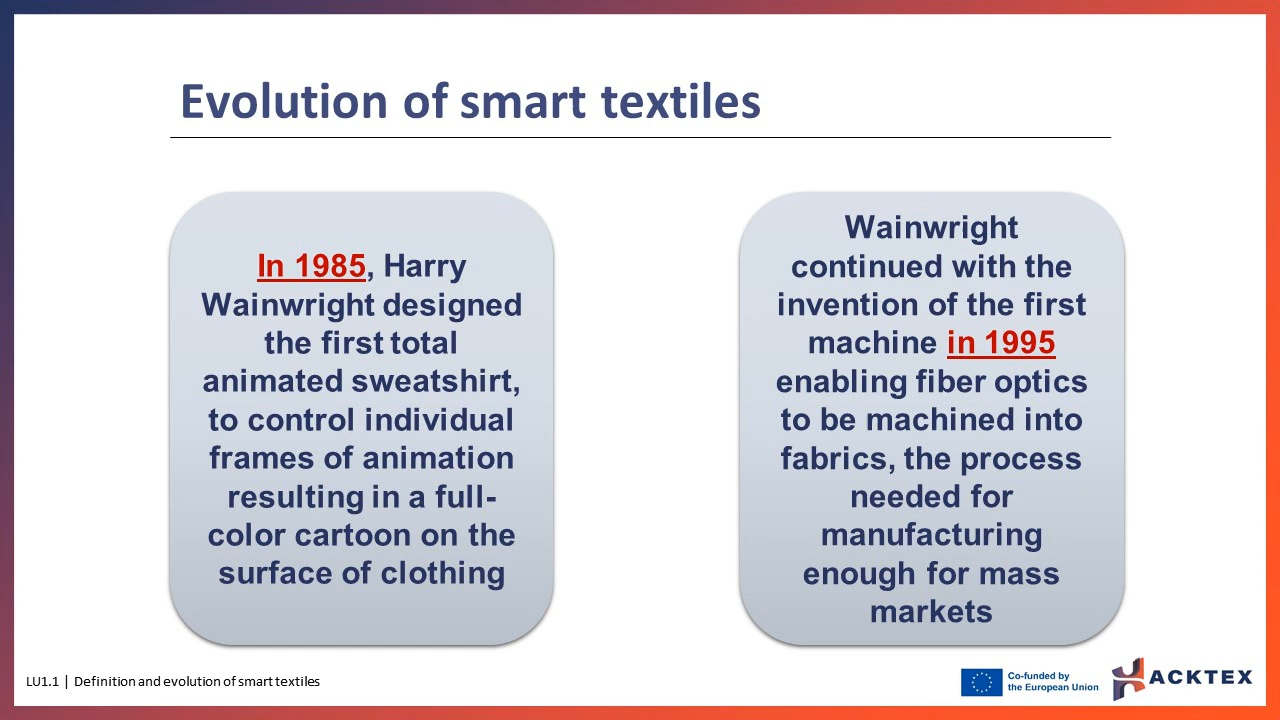 Evolution of smart textiles
In 1985, Harry
Wainwright designed
the first total
animated sweatshirt,
to control individual
frames of animation
resulting in a full-
color cartoon on the
surface of clothing
Wainwright
continued with the
invention of the first
machine in 1995
enabling fiber optics
to be machined into
fabrics, the process
needed for
manufacturing
enough for mass
markets
LU1.1 | Definition and evolution of smart textiles
Co-funded by
the European Union
HACKTEX